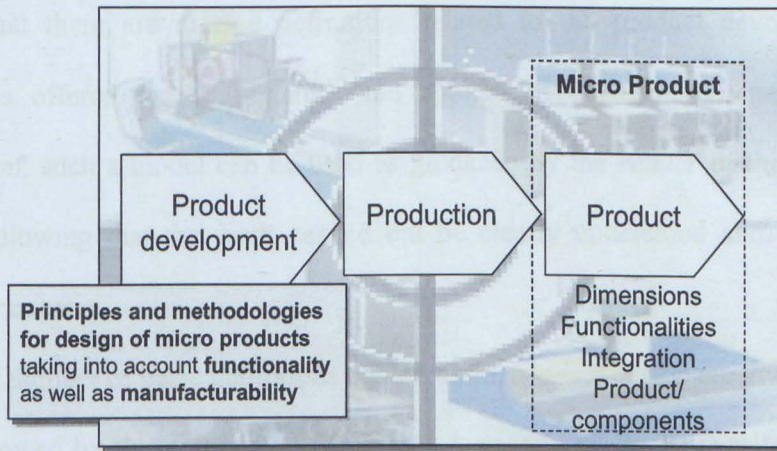 Micro Product
Product
development
Production
Product
Principles and methodologies
for design of micro products
taking into account functionality
as well as manufacturability
Dimensions
Functionalities
Integration
Product/
components